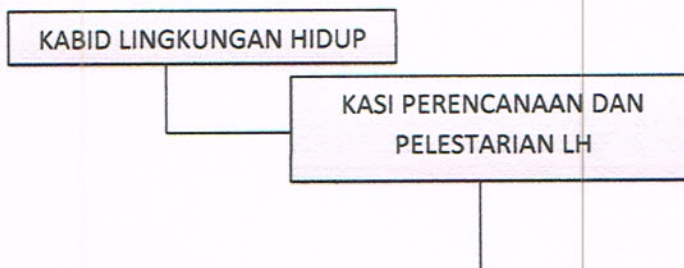 KABID LINGKUNGAN HIDUP
KASI PERENCANAAN DAN
PELESTARIAN LH